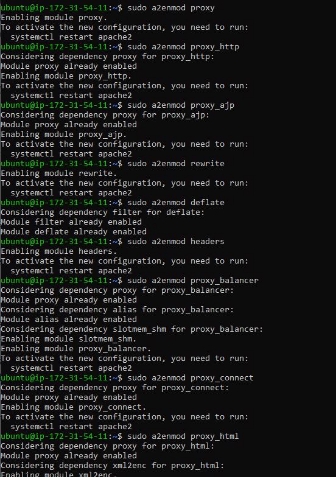 ubuntu@ip-172-31-54-11:~$ sudo a2enmod proxy
Enabling module proxy.
To activate the new configuration, you need to run:
  systemctl restart apache2
ubuntu@ip-172-31-54-11:~$ sudo a2enmod proxy_http
Considering dependency proxy for proxy_http:
Module proxy already enabled
Enabling module proxy_http.
To activate the new configuration, you need to run:
  systemctl restart apache2
ubuntu@ip-172-31-54-11:~$ sudo a2enmod proxy_ajp
Considering dependency proxy for proxy_ajp:
Module proxy already enabled
Enabling module proxy_ajp.
To activate the new configuration, you need to run:
  systemctl restart apache2
ubuntu@ip-172-31-54-11:~$ sudo a2enmod rewrite
Enabling module rewrite.
To activate the new configuration, you need to run:
  systemctl restart apache2
ubuntu@ip-172-31-54-11:~$ sudo a2enmod deflate
Considering dependency filter for deflate:
Module filter already enabled
Module deflate already enabled
ubuntu@ip-172-31-54-11:~$ sudo a2enmod headers
Enabling module headers.
To activate the new configuration, you need to run:
  systemctl restart apache2
ubuntu@ip-172-31-54-11:~$ sudo a2enmod proxy_balancer
Considering dependency proxy for proxy_balancer:
Module proxy already enabled
Considering dependency alias for proxy_balancer:
Module alias already enabled
Considering dependency slotmem_shm for proxy_balancer:
Enabling module slotmem_shm.
Enabling module proxy_balancer.
To activate the new configuration, you need to run:
  systemctl restart apache2
ubuntu@ip-172-31-54-11:~$ sudo a2enmod proxy_connect
Considering dependency proxy for proxy_connect:
Module proxy already enabled
Enabling module proxy_connect.
To activate the new configuration, you need to run:
  systemctl restart apache2
ubuntu@ip-172-31-54-11:~$ sudo a2enmod proxy_html
Considering dependency proxy for proxy_html:
Module proxy already enabled
Considering dependency xml2enc for proxy_html:
Enabling module xml2enc